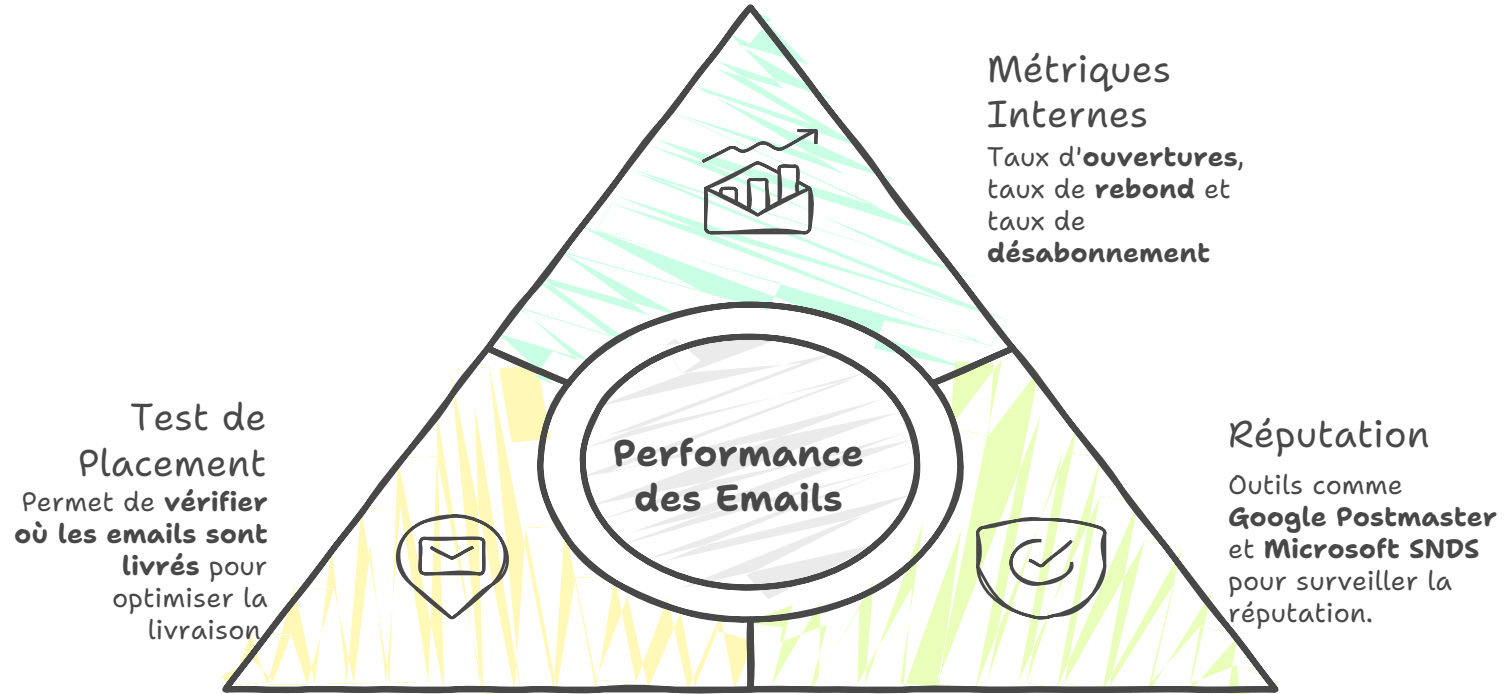 Métriques
Internes
Taux d'ouvertures,
taux de rebond et
taux de
désabonnement
Test de
Placement
Permet de vérifier
où les emails sont
livrés pour
optimiser la
livraison.
Performance
des Emails
Réputation
Outils comme
Google Postmaster
et Microsoft SNDS
pour surveiller la
réputation.